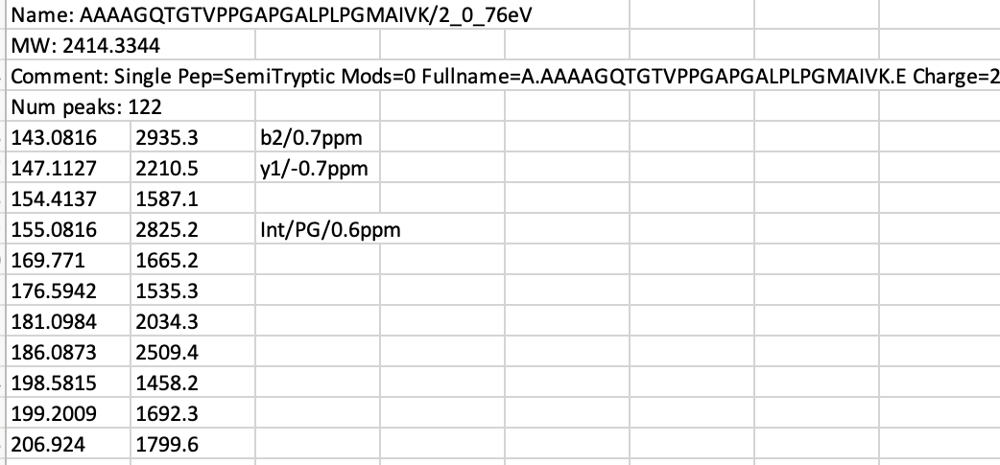 Name: AAAAGQTGTVPPGAPGALPLPGMAIVK/2_0_76eV
MW: 2414.3344
Comment: Single Pep=SemiTryptic Mods=0 Fullname=A.AAAAGQTGTVPPGAPGALPLPGMAIVK.E Charge=2
Num peaks: 122
143.0816 2935.3 b2/0.7ppm
147.1127 2210.5 y1/-0.7ppm
154.4137 1587.1
155.0816 2825.2 Int/PG/0.6ppm
169.771 1665.2
176.5942 1535.3
181.0984 2034.3
186.0873 2509.4
198.5815 1458.2
199.2009 1692.3
206.924 1799.6